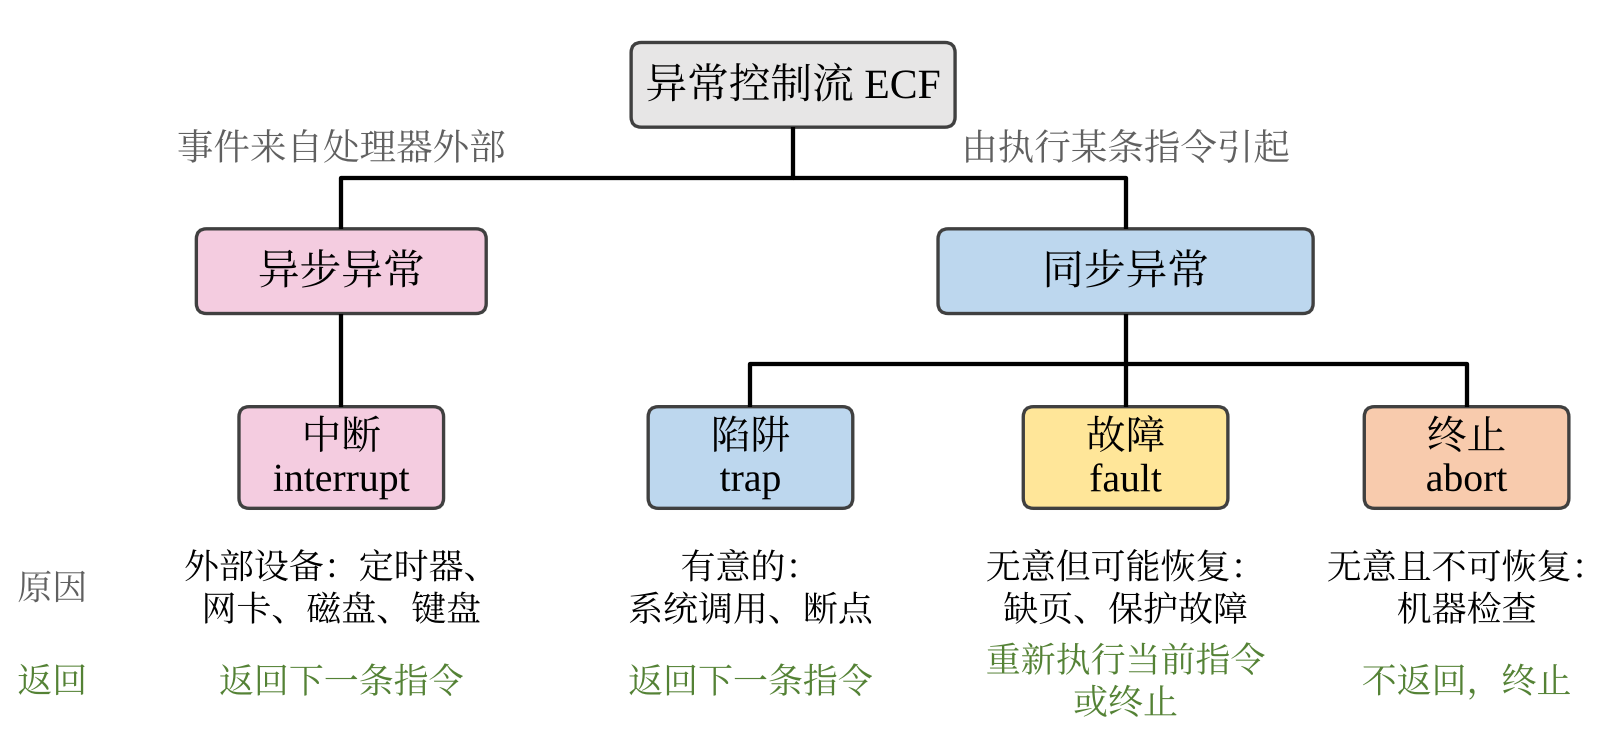 异常控制流 ECF
事件来自处理器外部
由执行某条指令引起
异步异常
同步异常
中断
interrupt
陷阱
trap
故障
fault
终止
abort
原因
外部设备：定时器、
网卡、磁盘、键盘
有意的：
系统调用、断点
无意但可能恢复：
缺页、保护故障
无意且不可恢复：
机器检查
返回
返回下一条指令
返回下一条指令
重新执行当前指令
或终止
不返回，终止